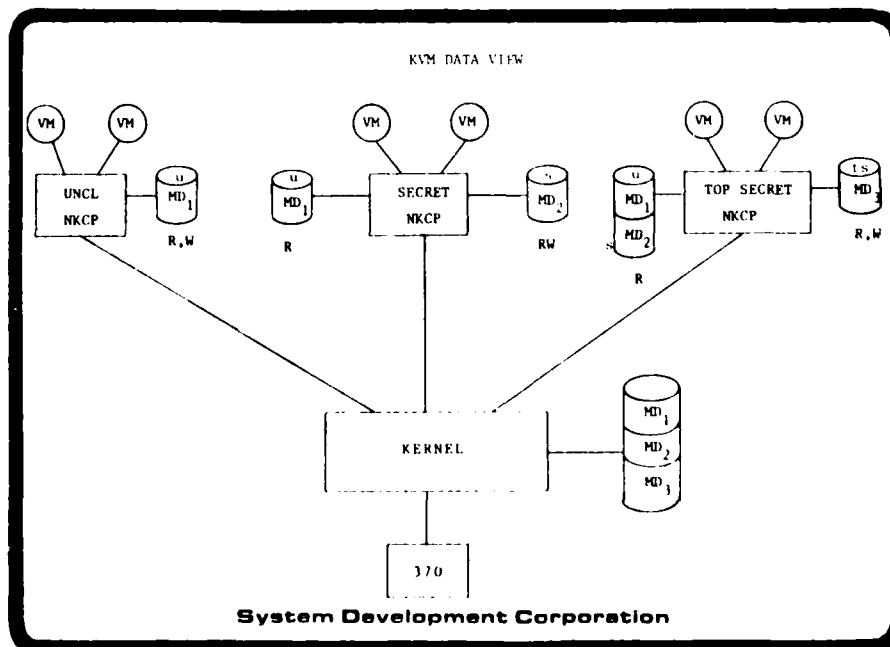 KVM DATA VIEW
VM VM
VM VM
VM VM
UNCL
NKCP
u
MD1
R,W
u
MD1
R
SECRET
NKCP
s
MD2
RW
u
MD1
s MD2
R
TOP SECRET
NKCP
ts
MD3
R,W
KERNEL
MD1
MD2
MD3
370
System Development Corporation